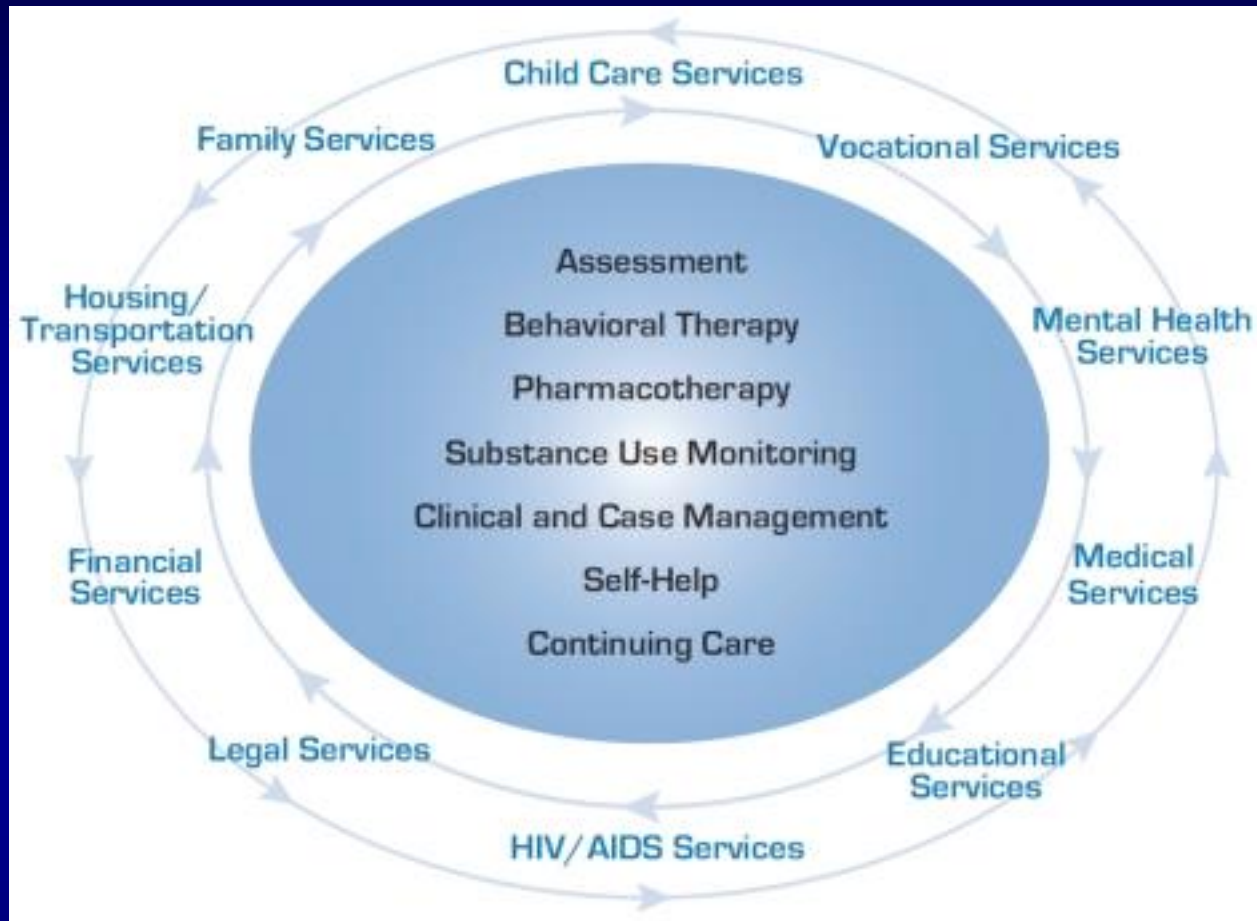 Child Care Services
Family Services
Vocational Services
Housing/
Transportation
Services
Mental Health
Services
Assessment
Behavioral Therapy
Pharmacotherapy
Substance Use Monitoring
Clinical and Case Management
Self-Help
Continuing Care
Financial
Services
Medical
Services
Legal Services
Educational
Services
HIV/AIDS Services